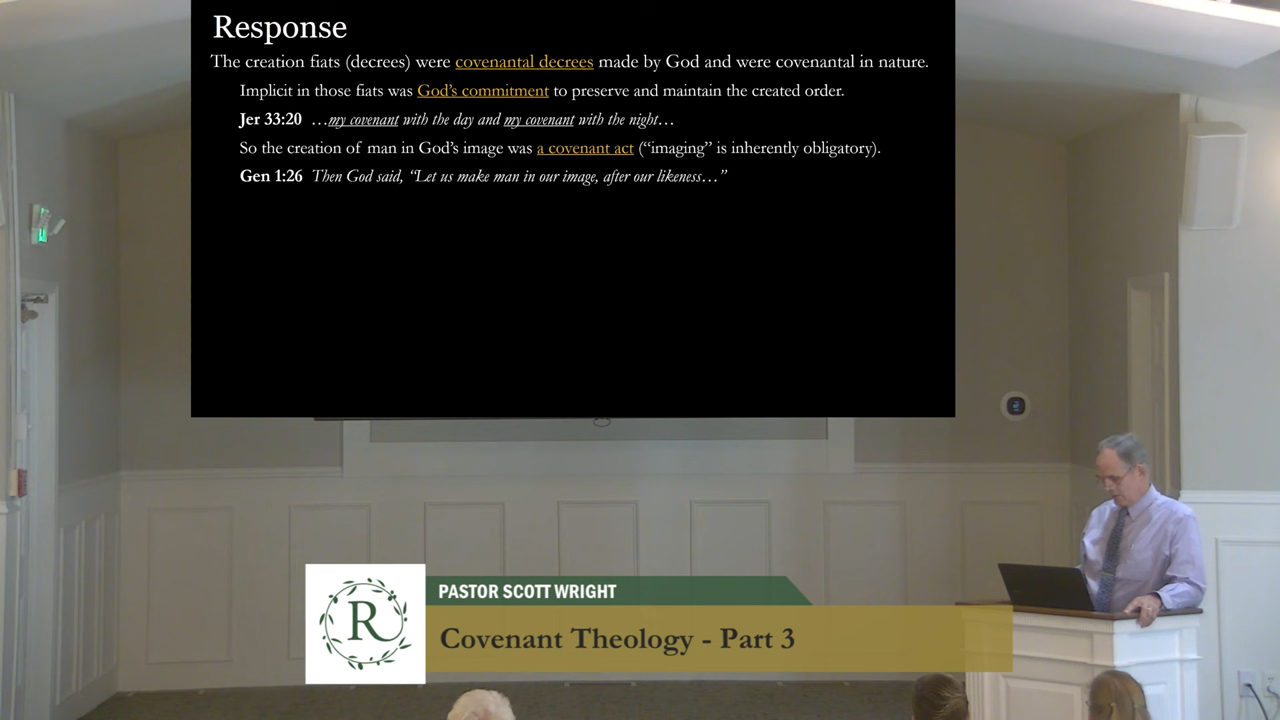 Response
The creation fiats (decrees) were covenantal decrees made by God and were covenantal in nature.
Implicit in those fiats was God’s commitment to preserve and maintain the created order.
Jer 33:20 …my covenant with the day and my covenant with the night…
So the creation of man in God’s image was a covenant act (“imaging” is inherently obligatory).
Gen 1:26 Then God said, “Let us make man in our image, after our likeness…”
R
PASTOR SCOTT WRIGHT
Covenant Theology - Part 3